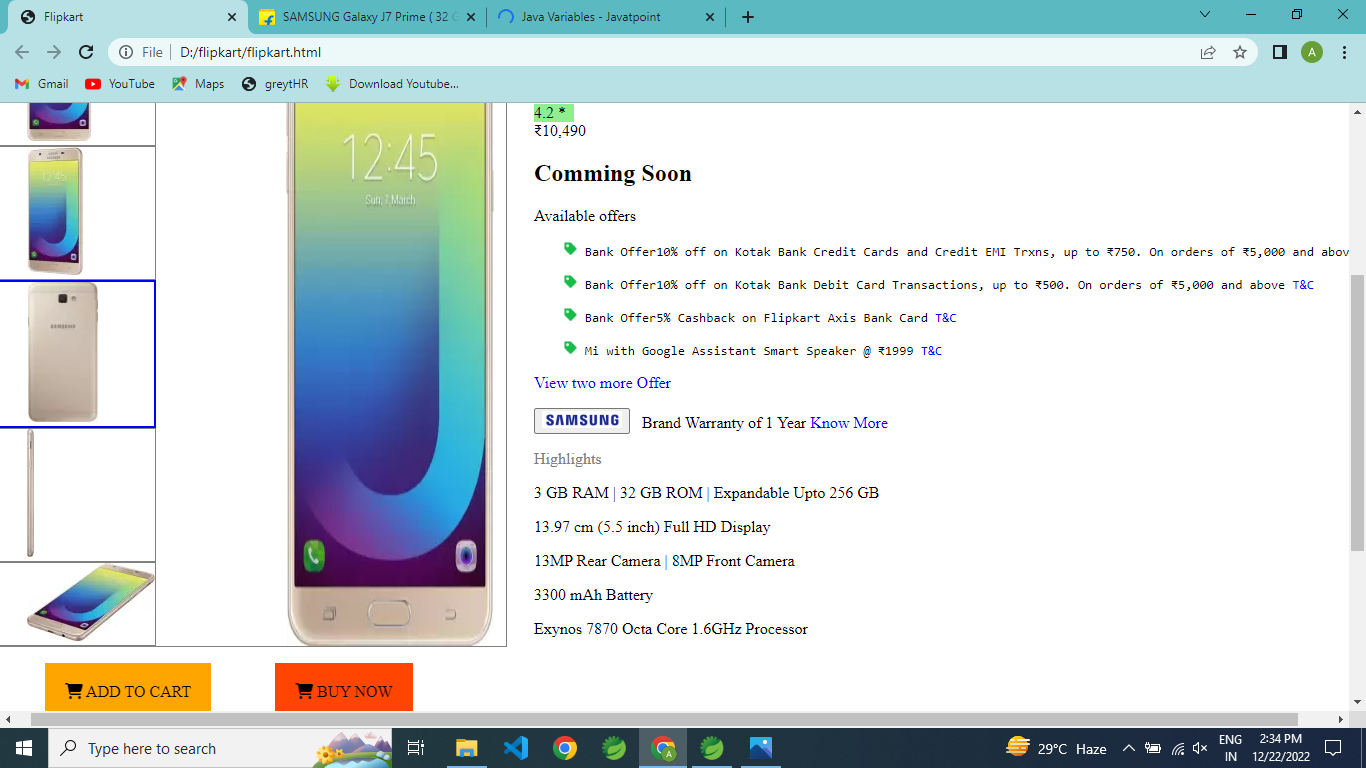 Flipkart
SAMSUNG Galaxy J7 Prime ( 32 G
Java Variables - Javatpoint
File
D:/flipkart/flipkart.html
A
Gmail
YouTube
Maps
greytHR
Download Youtube...
4.2 *
₹10,490
Comming Soon
Available offers
Bank Offer10% off on Kotak Bank Credit Cards and Credit EMI Trxns, up to ₹750. On orders of ₹5,000 and abov
Bank Offer10% off on Kotak Bank Debit Card Transactions, up to ₹500. On orders of ₹5,000 and above T&C
Bank Offer5% Cashback on Flipkart Axis Bank Card T&C
Mi with Google Assistant Smart Speaker @ ₹1999 T&C
View two more Offer
SAMSUNG Brand Warranty of 1 Year Know More
Highlights
3 GB RAM | 32 GB ROM | Expandable Upto 256 GB
13.97 cm (5.5 inch) Full HD Display
13MP Rear Camera | 8MP Front Camera
3300 mAh Battery
Exynos 7870 Octa Core 1.6GHz Processor
12:45
Sun, 1 March
SAMSUNG
ADD TO CART
BUY NOW
Type here to search
A
29°C Haze
ENG
IN
2:34 PM
12/22/2022